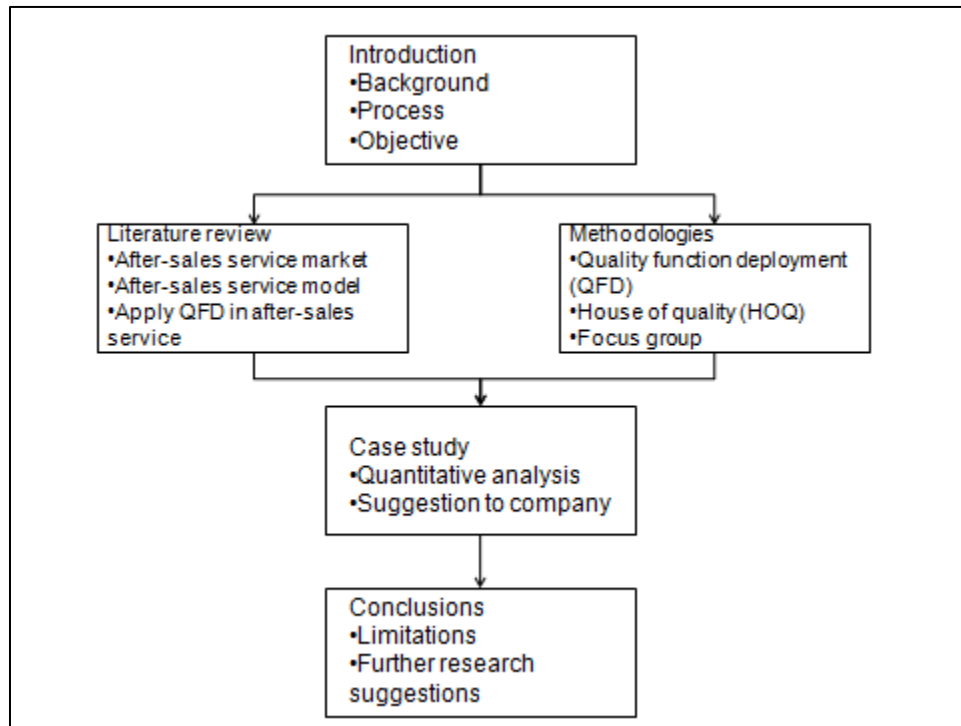 Introduction
•Background
•Process
•Objective
Literature review
•After-sales service market
•After-sales service model
•Apply QFD in after-sales
service
Methodologies
•Quality function deployment
(QFD)
•House of quality (HOQ)
•Focus group
Case study
•Quantitative analysis
•Suggestion to company
Conclusions
•Limitations
•Further research
suggestions